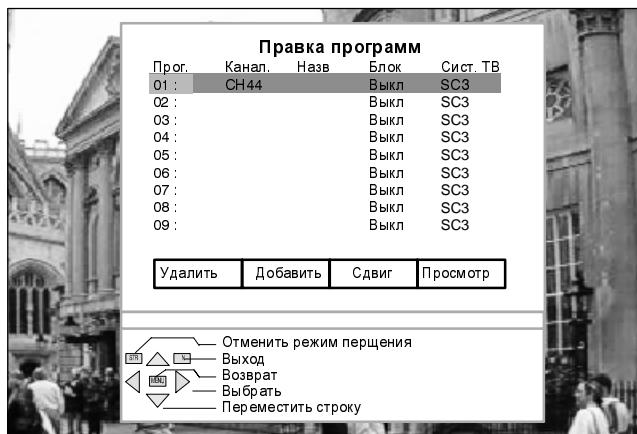 Правка программ
Прог. Канал. Назв Блок Сист. ТВ
01 : CH44 Выкл SC3
02 : Выкл SC3
03 : Выкл SC3
04 : Выкл SC3
05 : Выкл SC3
06 : Выкл SC3
07 : Выкл SC3
08 : Выкл SC3
09 : Выкл SC3
Удалить Добавить Сдвиг Просмотр
Отменить режим перщения
STR N Выход
Возврат
MENU Выбрать
Переместить строку